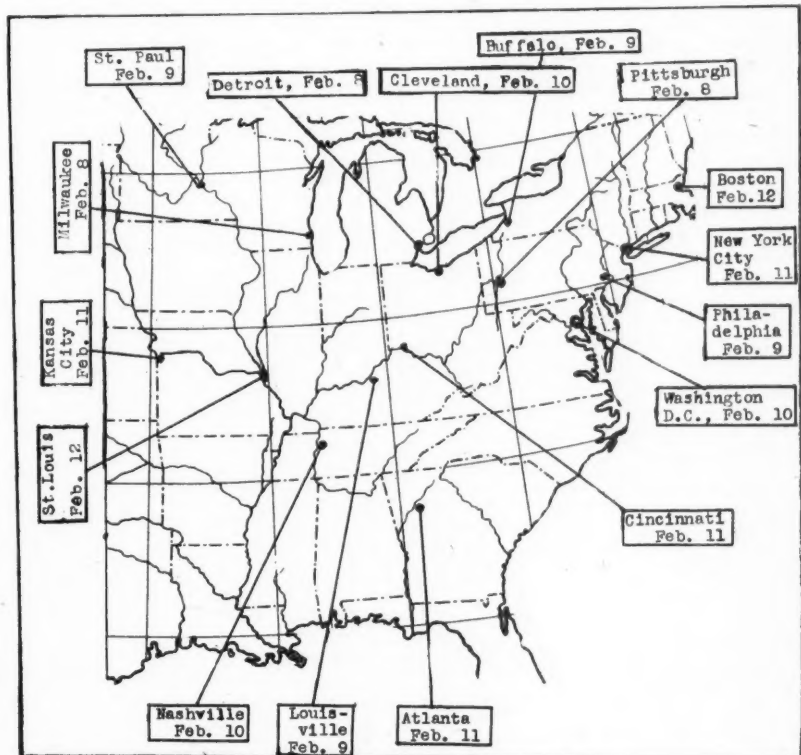 Buffalo, Feb. 9
St. Paul
Feb. 9
Detroit, Feb. 8
Cleveland, Feb. 10
Pittsburgh
Feb. 8
Milwaukee
Feb. 8
Boston
Feb.12
New York
City
Feb. 11
Kansas
City
Feb. 11
Phila-
delphia
Feb. 9
Washington
D.C., Feb. 10
St.Louis
Feb. 12
Cincinnati
Feb. 11
Nashville
Feb. 10
Louis-
ville
Feb. 9
Atlanta
Feb. 11